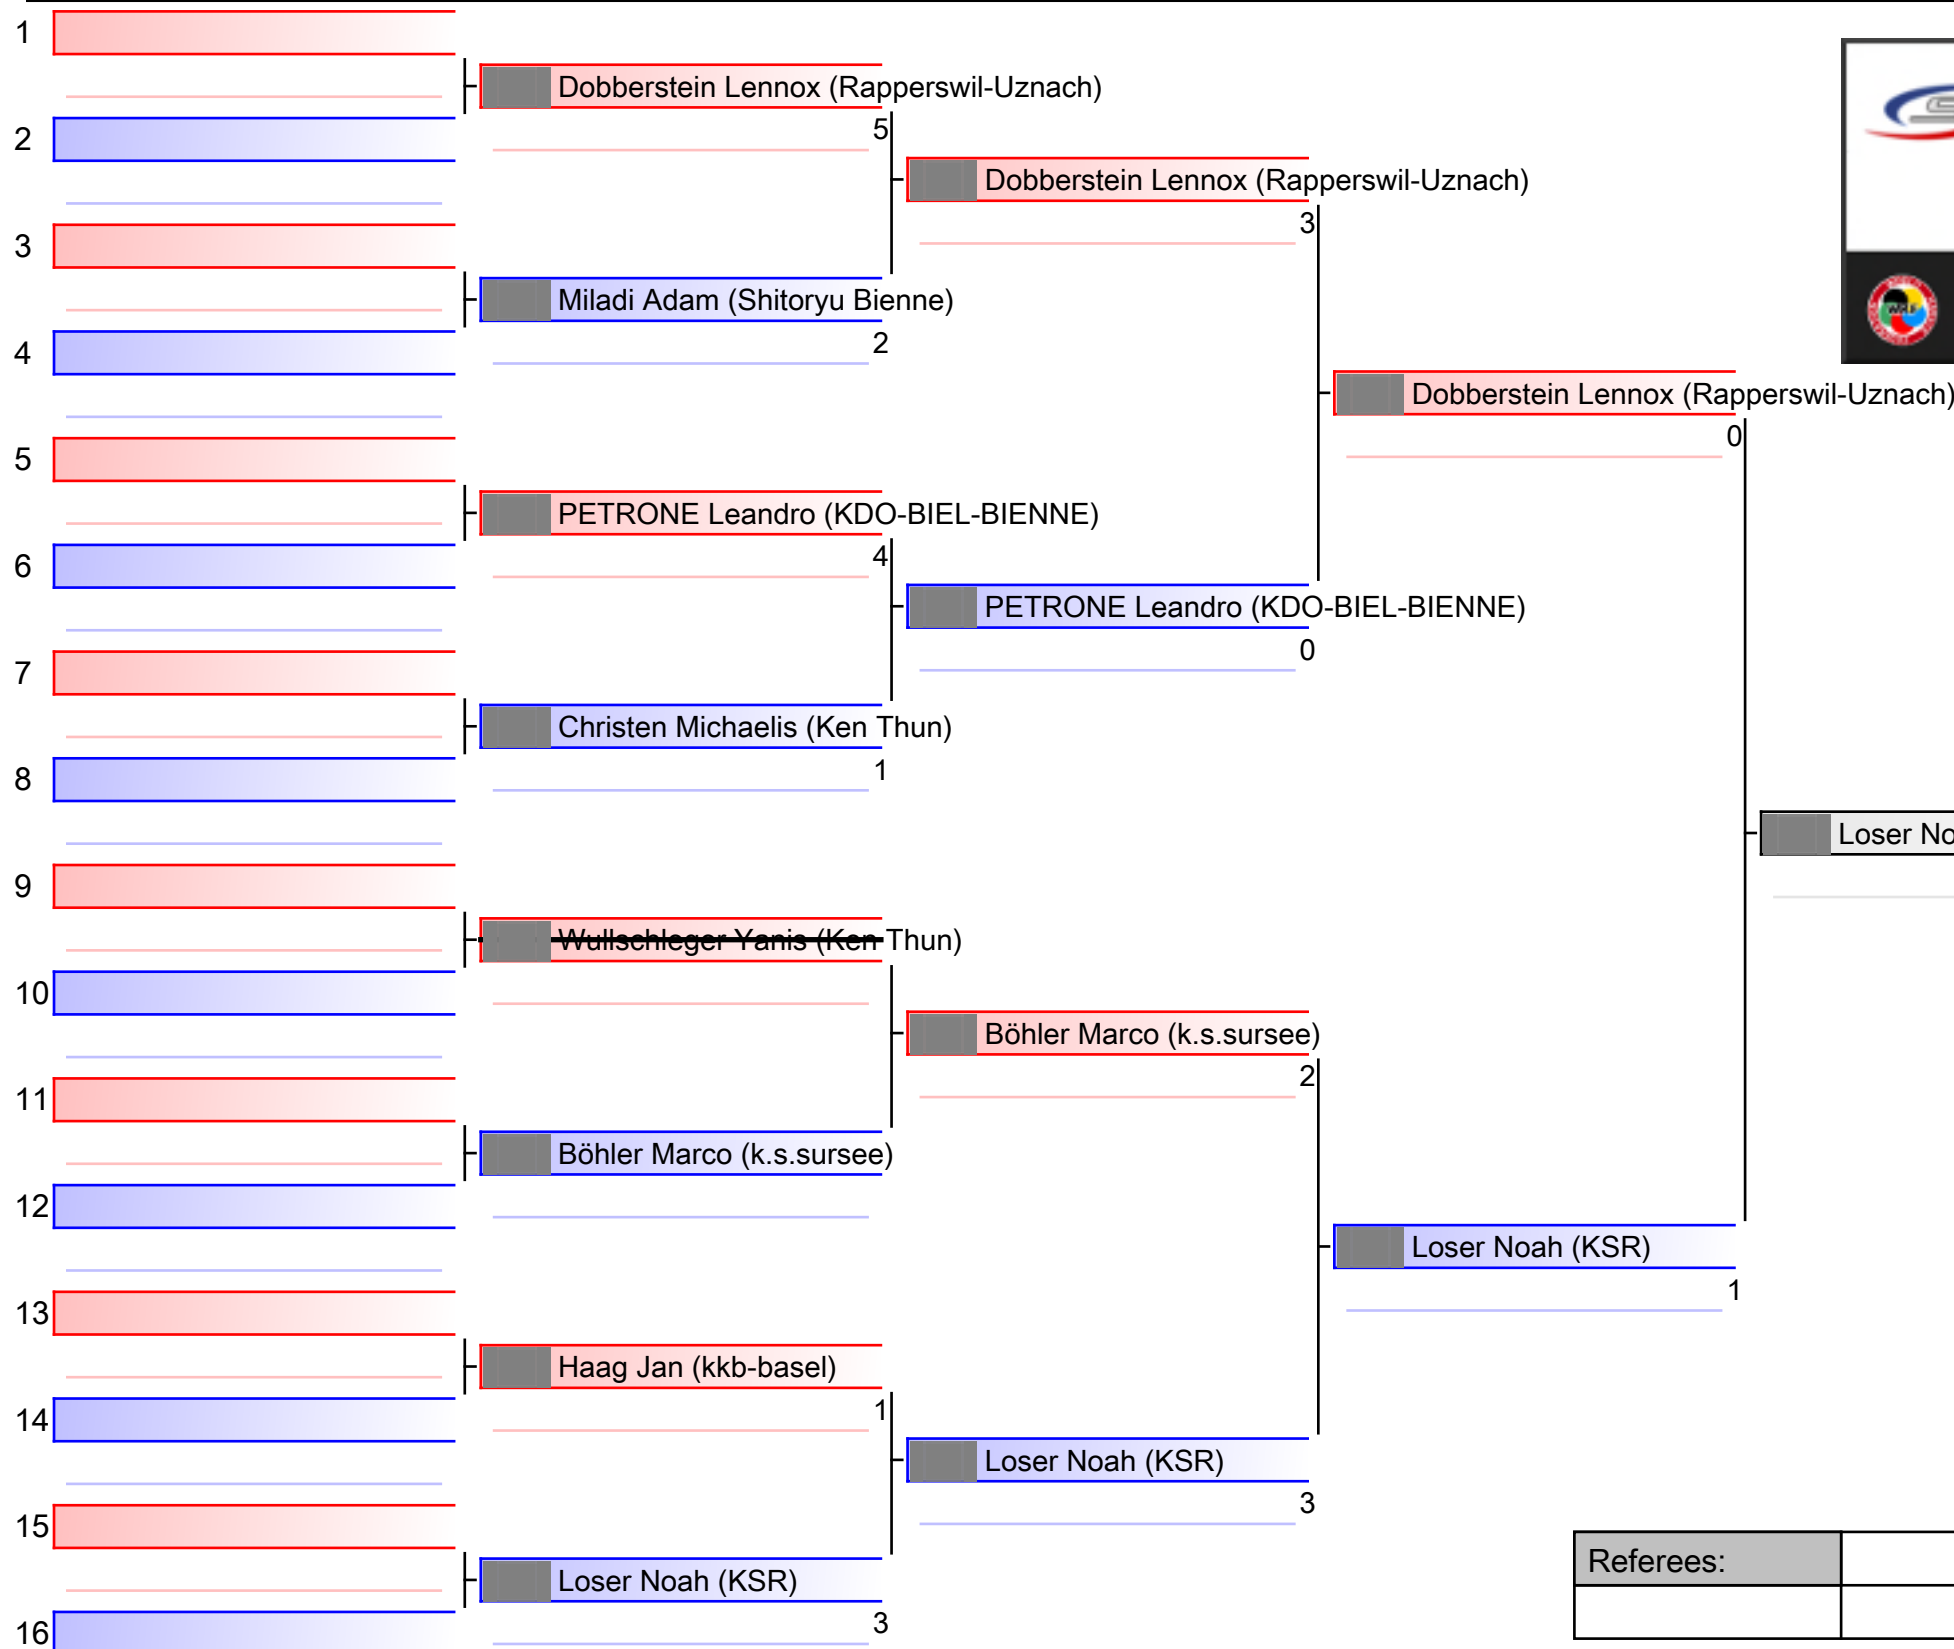 1
Dobberstein Lennox (Rapperswil-Uznach)
5
2
Dobberstein Lennox (Rapperswil-Uznach)
3
3
Miladi Adam (Shitoryu Bienne)
2
4
Dobberstein Lennox (Rapperswil-Uznach)
0
5
PETRONE Leandro (KDO-BIEL-BIENNE)
4
6
PETRONE Leandro (KDO-BIEL-BIENNE)
0
7
Christen Michaelis (Ken Thun)
1
8
Loser No
9
Wullschleger Yanis (Ken Thun)
10
Böhler Marco (k.s.sursee)
2
11
Böhler Marco (k.s.sursee)
12
Loser Noah (KSR)
1
13
Haag Jan (kkb-basel)
1
14
Loser Noah (KSR)
3
15
Loser Noah (KSR)
3
16
Referees: